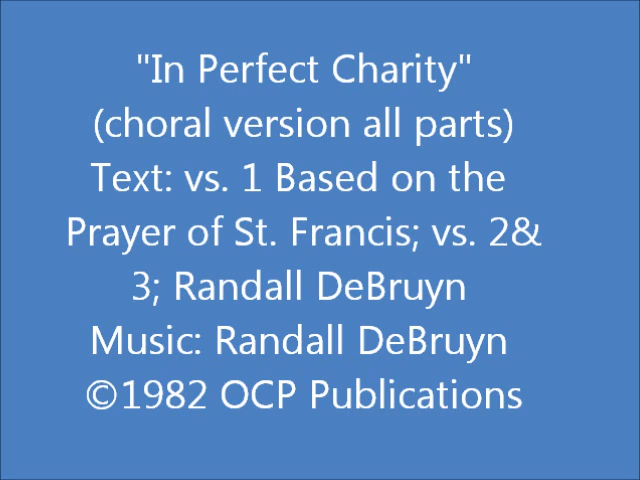 "In Perfect Charity"
(choral version all parts)
Text: vs. 1 Based on the
Prayer of St. Francis; vs. 2&
3; Randall DeBruyn
Music: Randall DeBruyn
©1982 OCP Publications